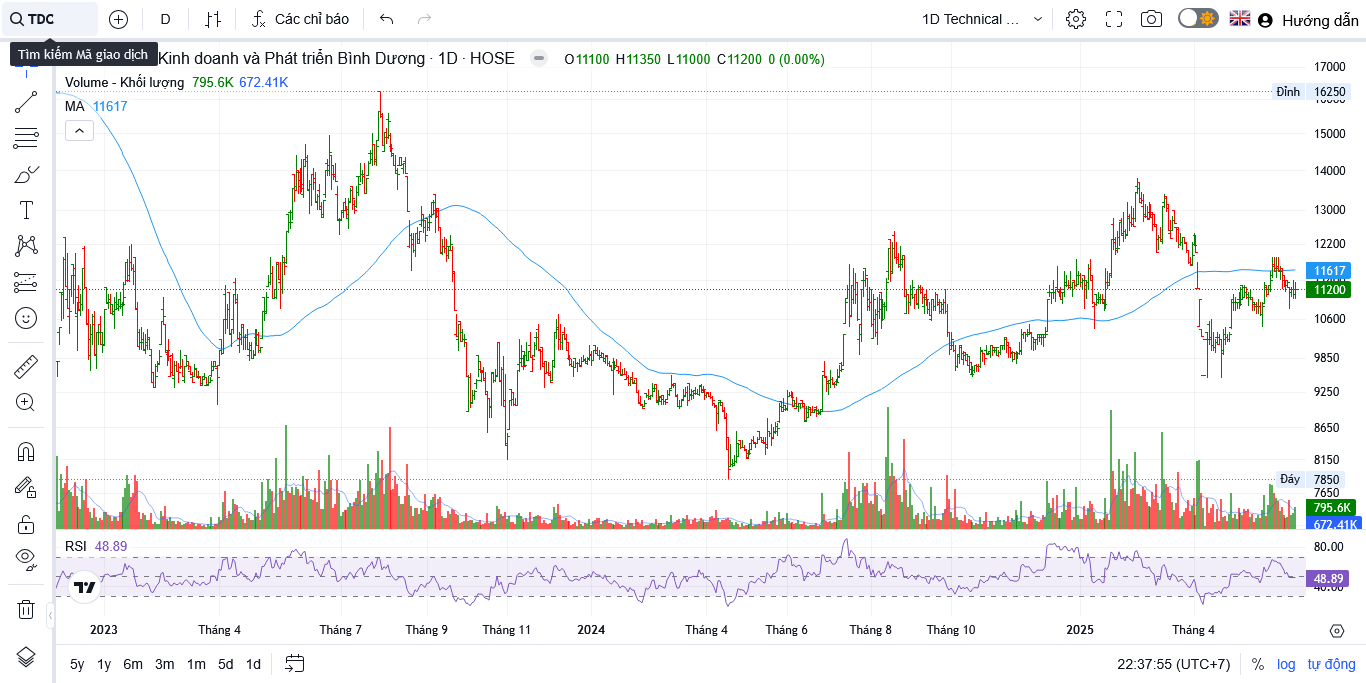 TDC D Các chỉ báo 1D Technical ... Hướng dẫn
Tìm kiếm Mã giao dịch
Kinh doanh và Phát triển Bình Dương · 1D · HOSE O11100 H11350 L11000 C11200 0 (0.00%)
Volume - Khối lượng 795.6K 672.41K
MA 11617
17000
Đỉnh 16250
15000
14000
13000
12200
11617
11200
10600
9850
9250
8650
8150
Đáy 7850
7650
795.6K
672.41K
RSI 48.89
80.00
48.89
40.00
2023 Tháng 4 Tháng 7 Tháng 9 Tháng 11 2024 Tháng 4 Tháng 6 Tháng 8 Tháng 10 2025 Tháng 4
5y 1y 6m 3m 1m 5d 1d 22:37:55 (UTC+7) % log tự động